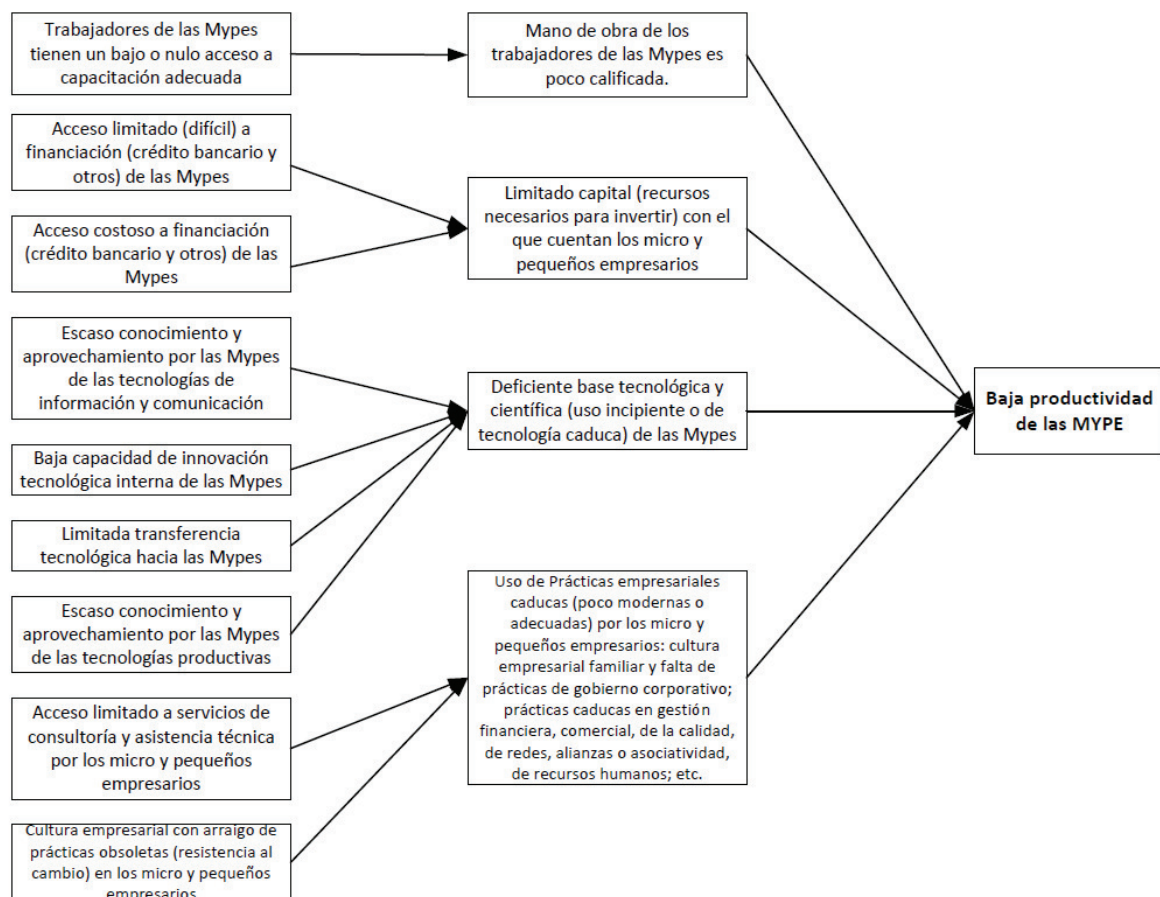 Trabajadores de las Mypes
tienen un bajo o nulo acceso a
capacitación adecuada
Mano de obra de los
trabajadores de las Mypes es
poco calificada.
Acceso limitado (difícil) a
financiación (crédito bancario y
otros) de las Mypes
Acceso costoso a financiación
(crédito bancario y otros) de las
Mypes
Limitado capital (recursos
necesarios para invertir) con el
que cuentan los micro y
pequeños empresarios
Escaso conocimiento y
aprovechamiento por las Mypes
de las tecnologías de
información y comunicación
Baja capacidad de innovación
tecnológica interna de las Mypes
Limitada transferencia
tecnológica hacia las Mypes
Escaso conocimiento y
aprovechamiento por las Mypes
de las tecnologías productivas
Deficiente base tecnológica y
científica (uso incipiente o de
tecnología caduca) de las Mypes
Baja productividad
de las MYPE
Acceso limitado a servicios de
consultoría y asistencia técnica
por los micro y pequeños
empresarios
Cultura empresarial con arraigo de
prácticas obsoletas (resistencia al
cambio) en los micro y pequeños
empresarios
Uso de Prácticas empresariales
caducas (poco modernas o
adecuadas) por los micro y
pequeños empresarios: cultura
empresarial familiar y falta de
prácticas de gobierno corporativo;
prácticas caducas en gestión
financiera, comercial, de la calidad,
de redes, alianzas o asociatividad,
de recursos humanos; etc.